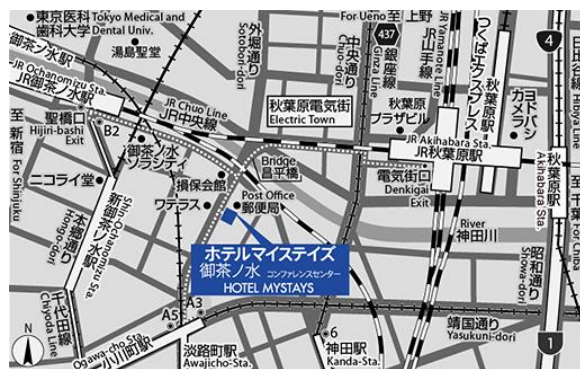 東京医科
歯科大学
Tokyo Medical and
Dental Univ.
湯島聖堂
御茶ノ水駅
JR Ochanomizu Sta.
JR御茶ノ水駅
聖橋口
Hijiri-bashi
Exit
B2
至新宿
For Shinjuku
ニコライ堂
本郷通り
Hongo-dori
新御茶ノ水駅
Shin-Ochanomizu Sta.
千代田線
Chiyoda Line
御茶ノ水
ソラシティ
外堀通り
Sotobori-dori
JR Chuo Line
JR中央線
損保会館
ワテラス
Bridge
昌平橋
Post Office
郵便局
中央通り
Chuo-dori
For Ueno
至上野
437
銀座線
Ginza Line
JR山手線
JR Yamanote Line
つくばエクスプレス
秋葉原電気街
Electric Town
秋葉原
プラザビル
秋葉原駅
JR Akihabara Sta.
JR秋葉原駅
電気街口
Denkigai
Exit
ヨドバシ
カメラ
4
日比谷線
Hibiya Line
秋葉原駅
Akihabara Sta.
至千葉
River
神田川
昭和通り
Showa-dori
ホテルマイステイズ
御茶ノ水 コンファレンスセンター
HOTEL MYSTAYS
靖国通り
Yasukuni-dori
1
N
A5
A3
Ogawa-cho Sta.
小川町駅
淡路町駅
Awajicho-Sta.
6
神田駅
Kanda-Sta.